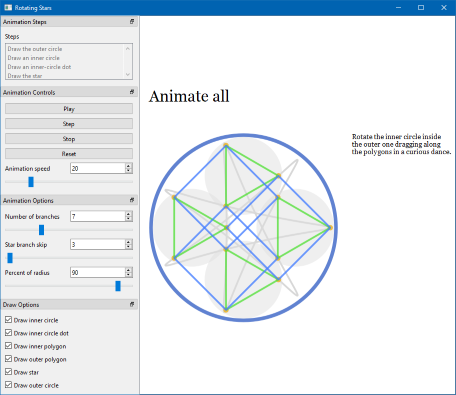 Rotating Stars
Animation Steps
Steps
Draw the outer circle
Draw an inner circle
Draw an inner-circle dot
Draw the star
Animation Controls
Play
Step
Stop
Reset
Animation speed 20
Animation Options
Number of branches 7
Star branch skip 3
Percent of radius 90
Draw Options
Draw inner circle
Draw inner circle dot
Draw inner polygon
Draw outer polygon
Draw star
Draw outer circle
Animate all
Rotate the inner circle inside
the outer one dragging along
the polygons in a curious dance.